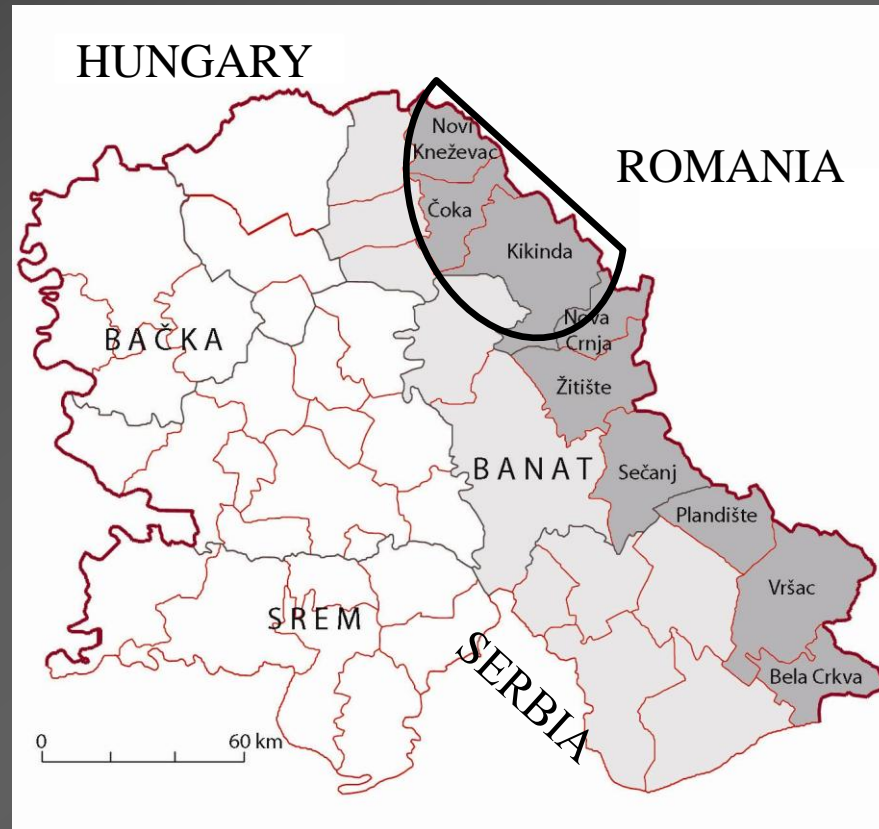 HUNGARY
Novi
Kneževac
ROMANIA
Čoka
Kikinda
Nova
Crnja
BAČKA
Žitište
BANAT
Sečanj
Plandište
Vršac
SREM
SERBIA
Bela Crkva
0 60 km